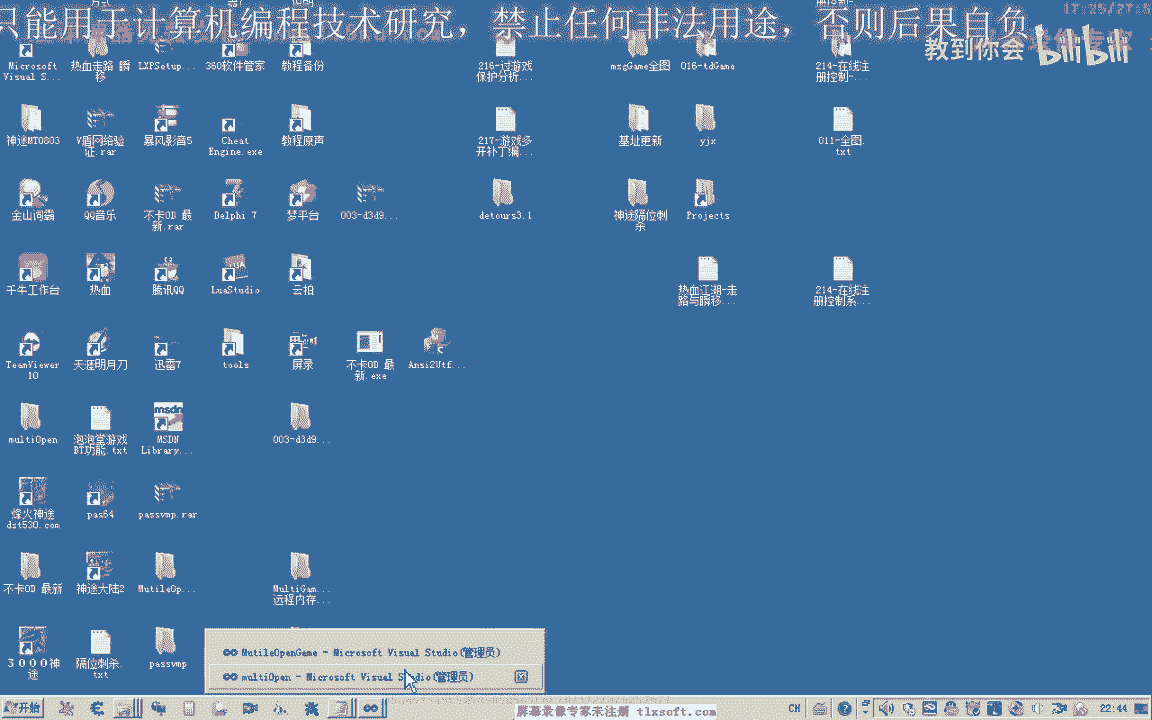 只能用于计算机编程技术研究，禁止任何非法用途，否则后果自负
教到你会
bilibili
Microsoft
Visual S...
热血走路 瞬
移
LXPSetup...
360软件管家
教程备份
216-过游戏
保护分析...
msgGame全图
016-tdGame
214-在线注
册控制-...
神途MT0803
V盾网络验
证.rar
暴风影音5
Cheat
Engine.exe
教程原声
217-游戏多
开补丁编...
基址更新
yjx
011-全图.
txt
金山词霸
QQ音乐
不卡OD 最
新.rar
Delphi 7
梦平台
003-d3d9...
detours3.1
神途隔位刺
杀
Projects
千牛工作台
热血
腾讯QQ
LuaStudio
云拍
热血江湖-走
路与瞬移...
214-在线注
册控制系...
TeamViewer
10
天涯明月刀
迅雷7
tools
屏录
不卡OD 最
新.exe
Ansi2Utf...
multiOpen
泡泡堂游戏
BT功能.txt
msdn
MSDN
Library...
003-d3d9...
烽火神途
dst530.com
pas64
passvmp.rar
不卡OD 最新
神途大陆2
MutileOp...
MultiGam...
远程内存...
3000神
途
隔位刺杀.
txt
passvmp
MutileOpenGame - Microsoft Visual Studio(管理员)
multiOpen - Microsoft Visual Studio(管理员)
开始
屏幕录像专家未注册 tlxsoft.com
CH
22:44